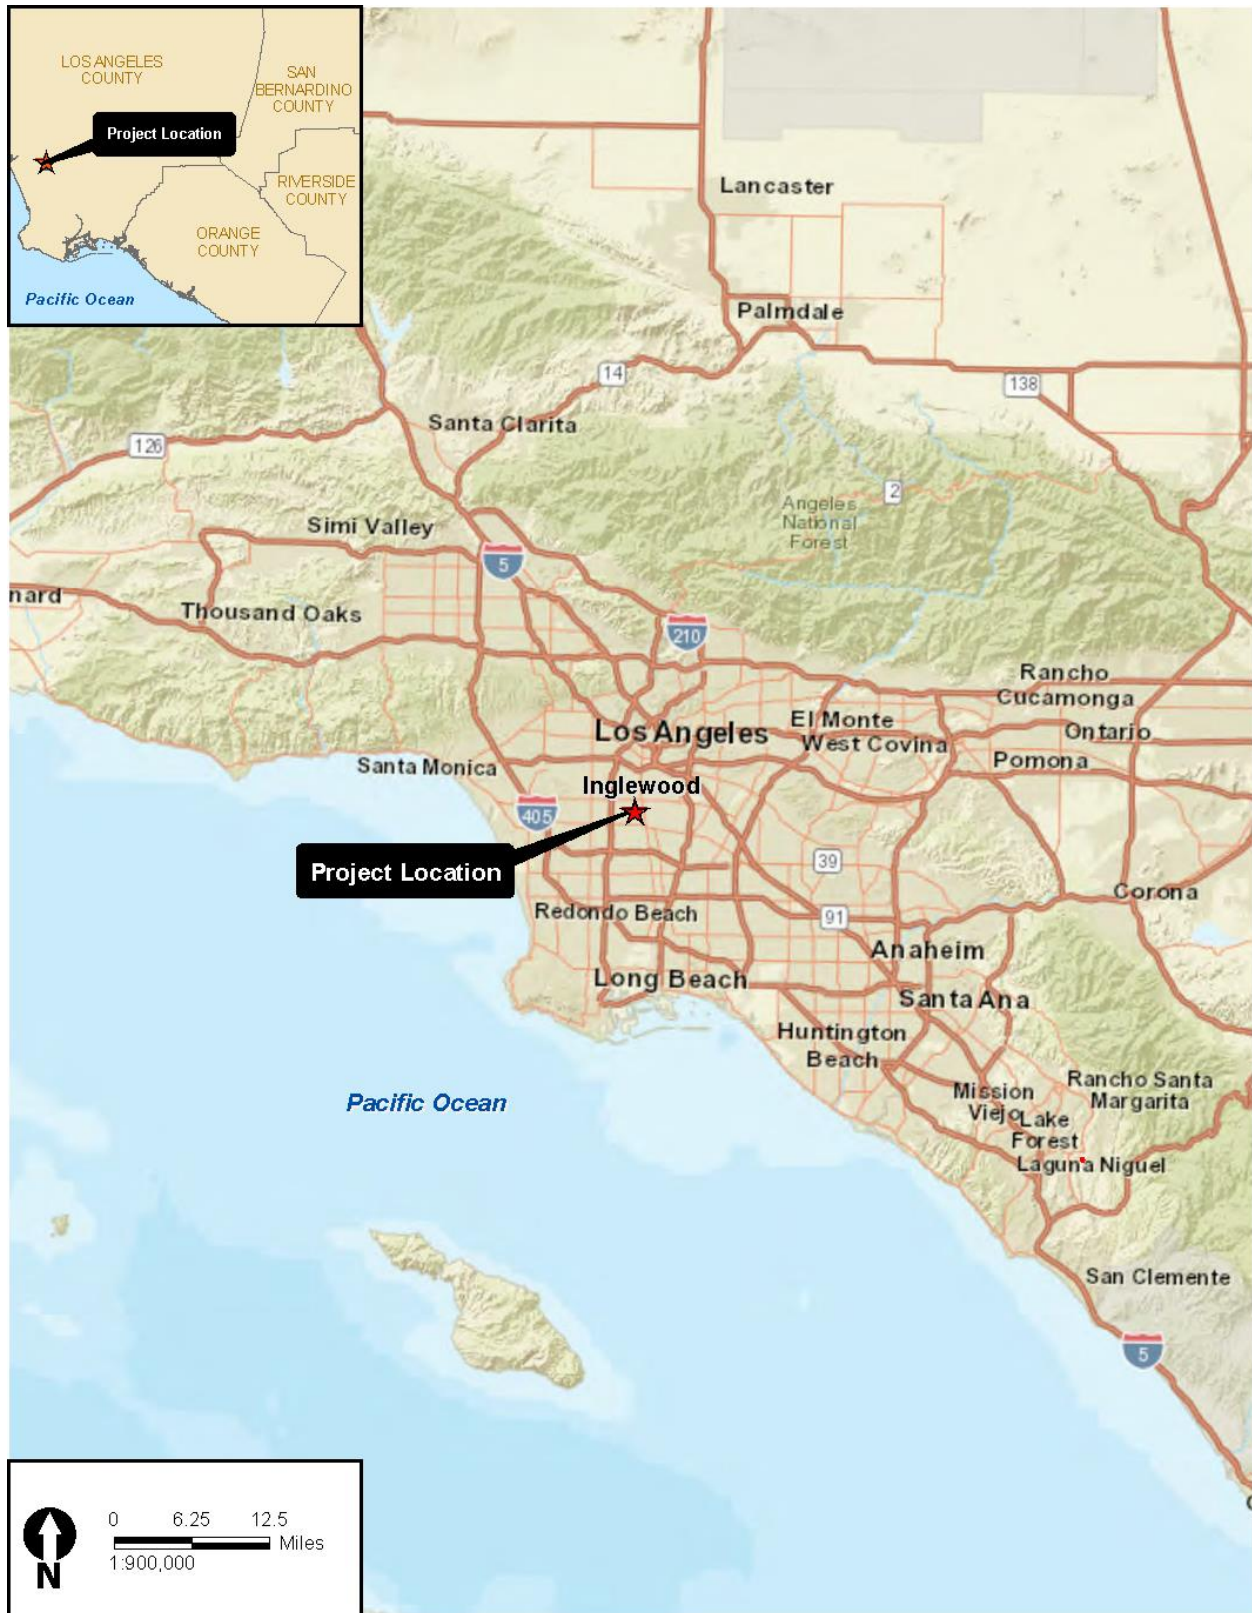 LOS ANGELES
COUNTY
SAN
BERNARDINO
COUNTY
Project Location
RIVERSIDE
COUNTY
ORANGE
COUNTY
Pacific Ocean
Lancaster
Palmdale
14
138
Santa Clarita
126
2
Angeles
National
Forest
Simi Valley
5
nard
Thousand Oaks
210
Rancho
Cucamonga
Los Angeles
El Monte
West Covina
Ontario
Santa Monica
Pomona
Inglewood
405
Project Location
39
Corona
Redondo Beach
91
Anaheim
Long Beach
Santa Ana
Huntington
Beach
Mission
Viejo
Rancho Santa
Margarita
Lake
Forest
Pacific Ocean
Laguna Niguel
San Clemente
5
0 6.25 12.5
Miles
1:900,000
N